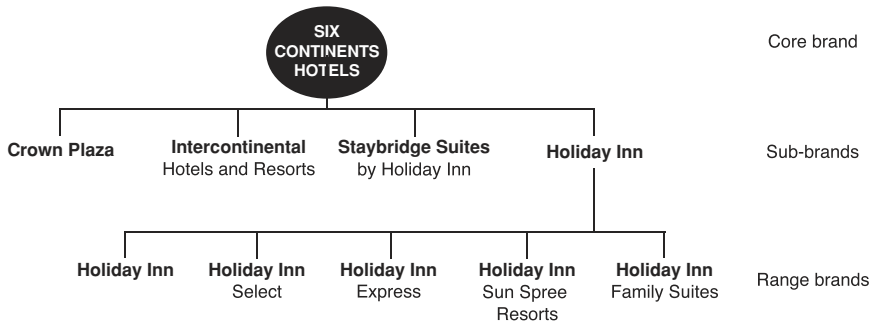 SIX
CONTINENTS
HOTELS
Core brand
Crown Plaza
Intercontinental
Hotels and Resorts
Staybridge Suites
by Holiday Inn
Holiday Inn
Sub-brands
Holiday Inn
Holiday Inn
Select
Holiday Inn
Express
Holiday Inn
Sun Spree
Resorts
Holiday Inn
Family Suites
Range brands